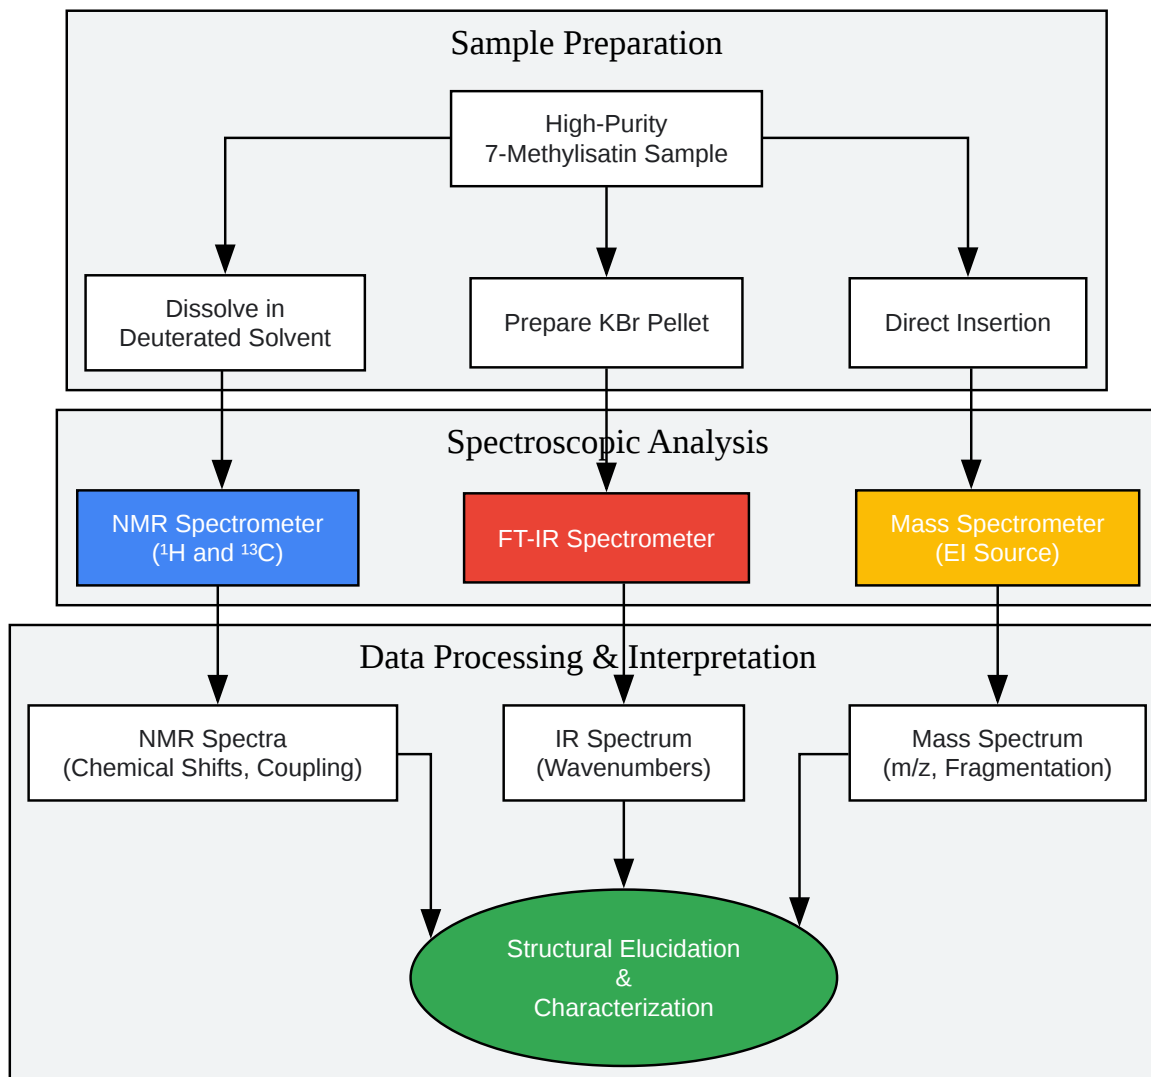 Sample Preparation
High-Purity
7-Methylisatin Sample
Dissolve in
Deuterated Solvent
Prepare KBr Pellet
Direct Insertion
Spectroscopic Analysis
NMR Spectrometer
(¹H and ¹³C)
FT-IR Spectrometer
Mass Spectrometer
(EI Source)
Data Processing & Interpretation
NMR Spectra
(Chemical Shifts, Coupling)
IR Spectrum
(Wavenumbers)
Mass Spectrum
(m/z, Fragmentation)
Structural Elucidation
&
Characterization